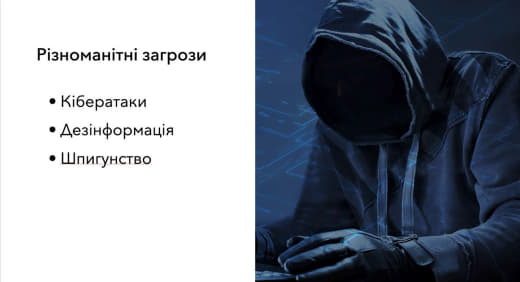 Різноманітні загрози
• Кібератаки
• Дезінформація
• Шпигунство